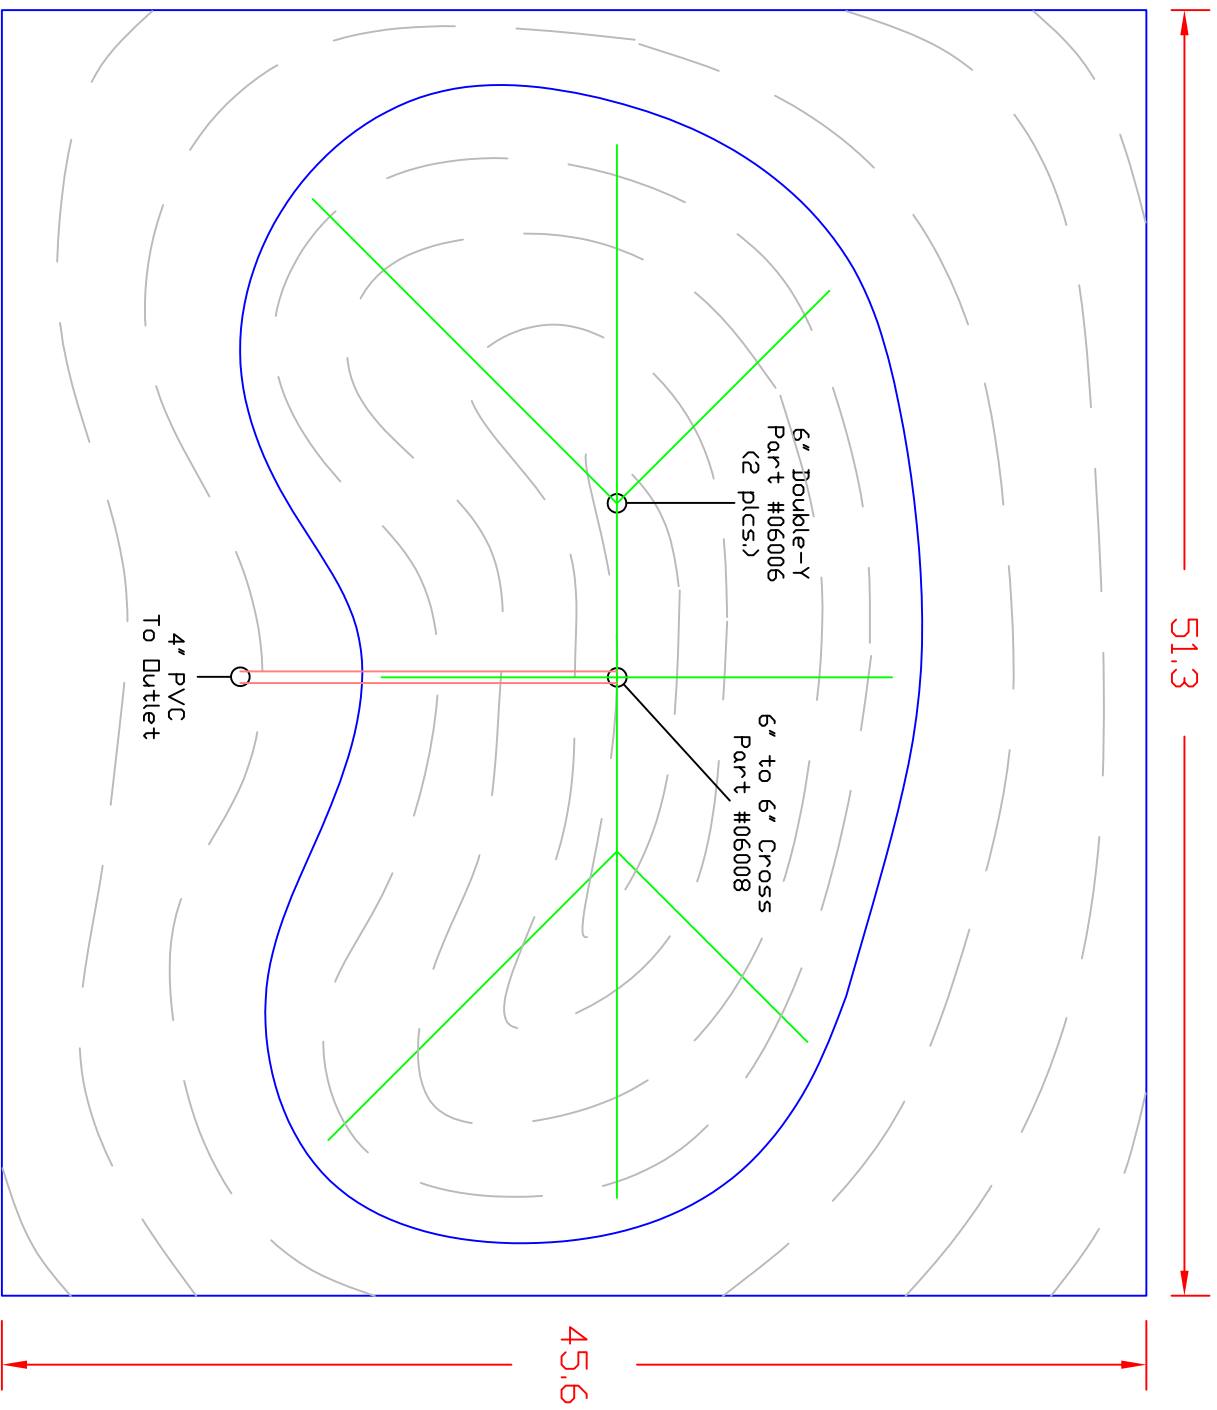 51.3
6" Double-Y
Part #06006
(2 plcs.)
6" to 6" Cross
Part #06008
4" PVC
To Outlet
45.6